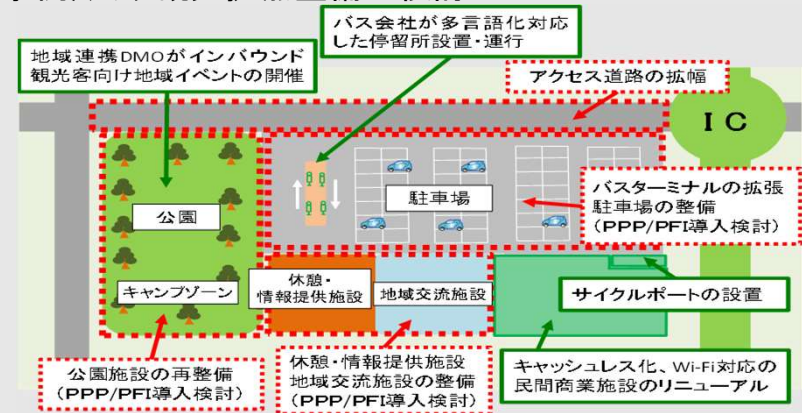 バス会社が多言語化対応
した停留所設置・運行
地域連携DMOがインバウンド
観光客向け地域イベントの開催
アクセス道路の拡幅
IC
公園
駐車場
バスターミナルの拡張
駐車場の整備
(PPP/PFI導入検討)
キャンプゾーン
休憩・
情報提供施設
地域交流施設
サイクルポートの設置
公園施設の再整備
(PPP/PFI導入検討)
休憩・情報提供施設
地域交流施設の整備
(PPP/PFI導入検討)
キャッシュレス化、Wi-Fi対応の
民間商業施設のリニューアル